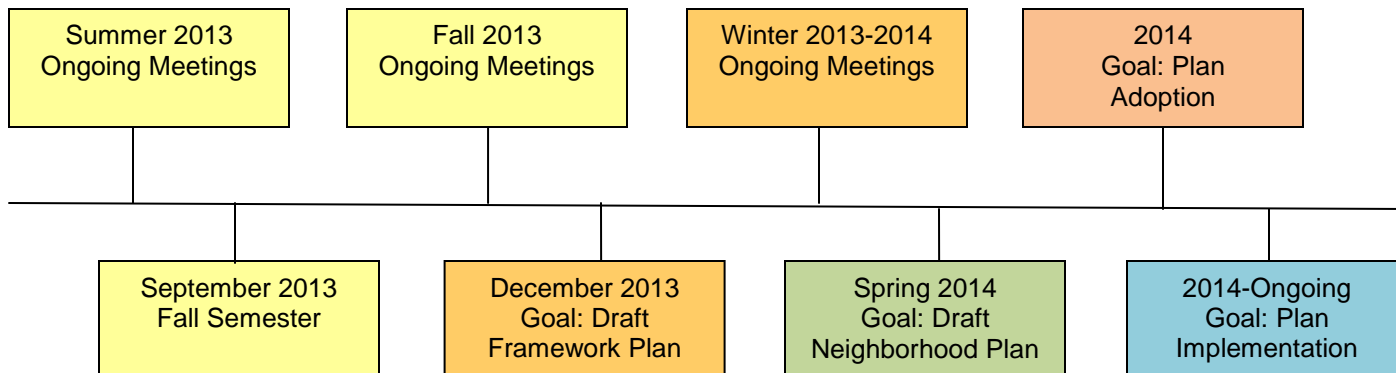 Summer 2013
Ongoing Meetings
Fall 2013
Ongoing Meetings
Winter 2013-2014
Ongoing Meetings
2014
Goal: Plan
Adoption
September 2013
Fall Semester
December 2013
Goal: Draft
Framework Plan
Spring 2014
Goal: Draft
Neighborhood Plan
2014-Ongoing
Goal: Plan
Implementation